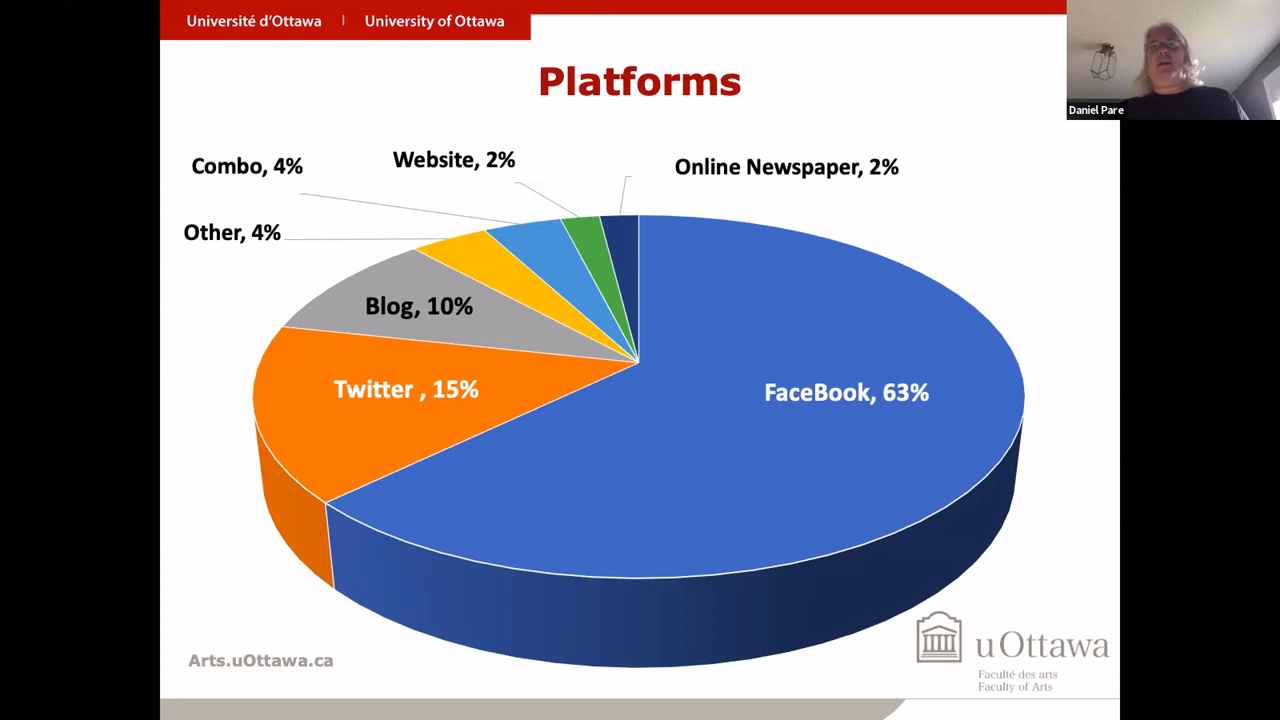 Université d'Ottawa | University of Ottawa
Platforms
Daniel Pare
Combo, 4%
Website, 2%
Online Newspaper, 2%
Other, 4%
Blog, 10%
Twitter , 15%
FaceBook, 63%
Arts.uOttawa.ca
uOttawa
Faculté des arts
Faculty of Arts